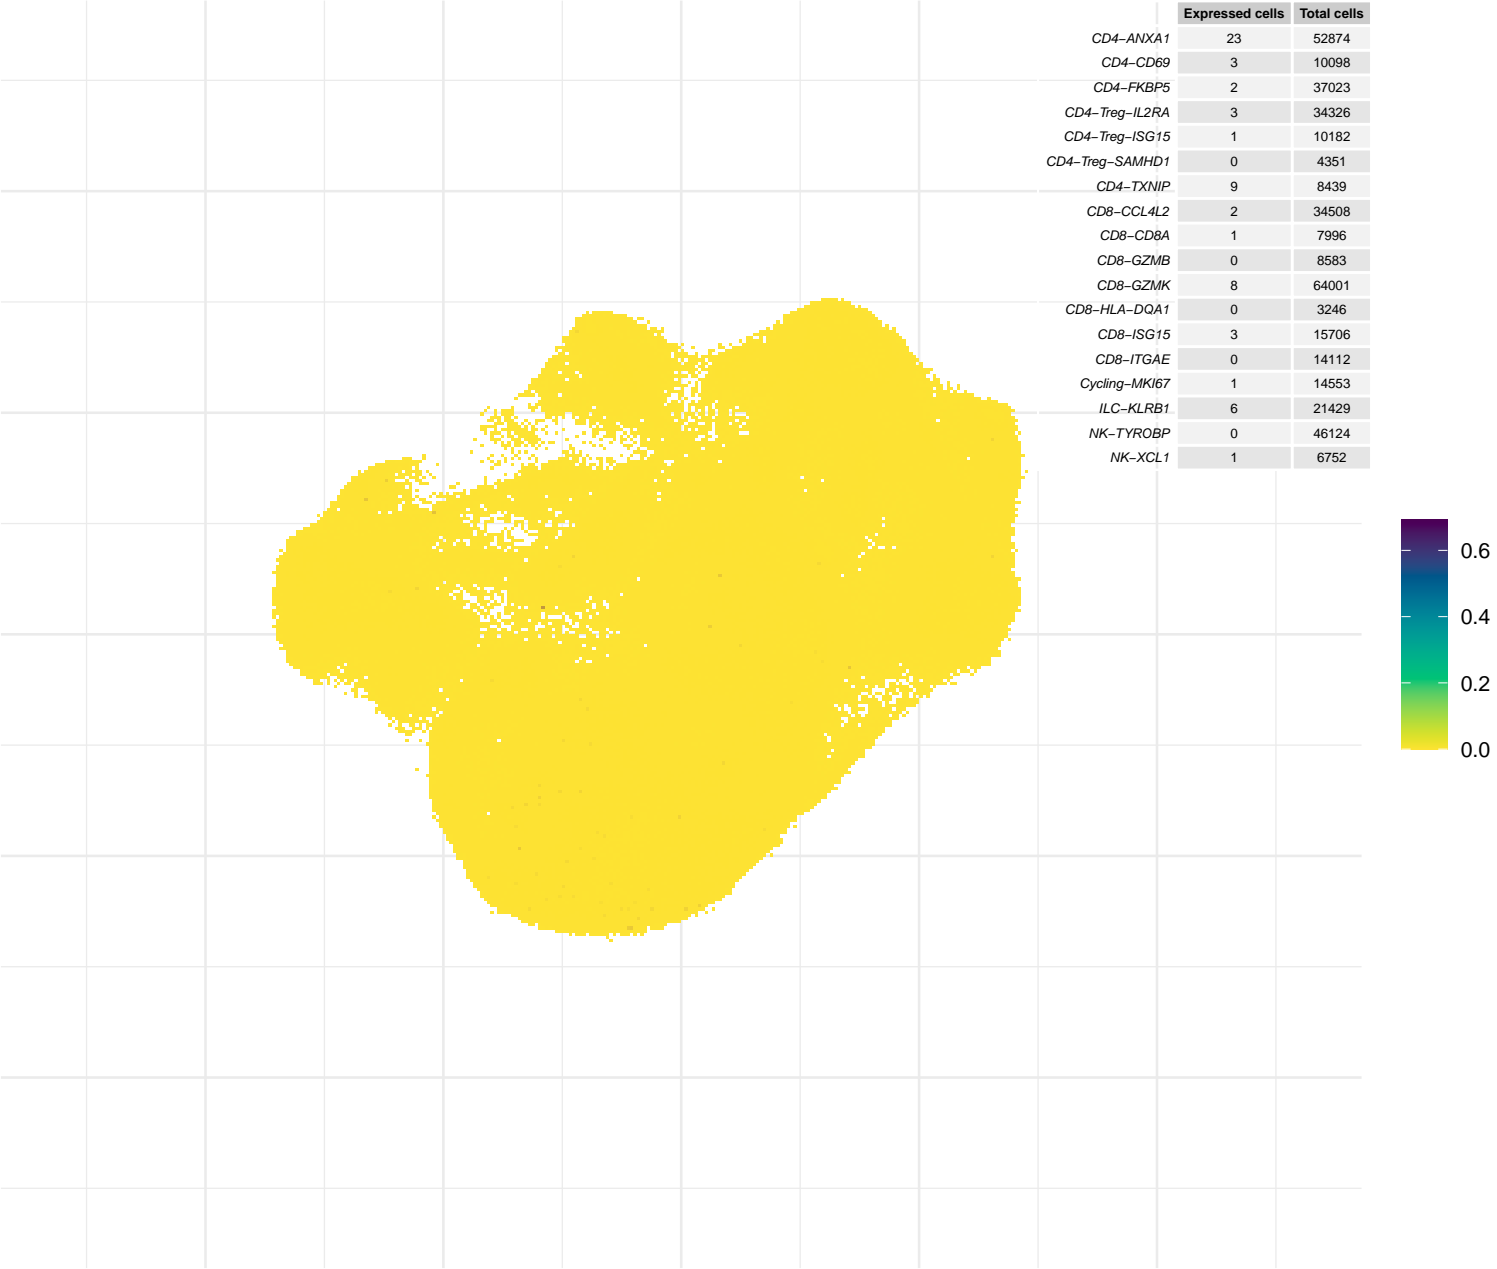 Expressed cells Total cells
CD4−ANXA1 23 52874
CD4−CD69 3 10098
CD4−FKBP5 2 37023
CD4−Treg−IL2RA 3 34326
CD4−Treg−ISG15 1 10182
CD4−Treg−SAMHD1 0 4351
CD4−TXNIP 9 8439
CD8−CCL4L2 2 34508
CD8−CD8A 1 7996
CD8−GZMB 0 8583
CD8−GZMK 8 64001
CD8−HLA−DQA1 0 3246
CD8−ISG15 3 15706
CD8−ITGAE 0 14112
Cycling−MKI67 1 14553
ILC−KLRB1 6 21429
NK−TYROBP 0 46124
NK−XCL1 1 6752
0.6
0.4
0.2
0.0